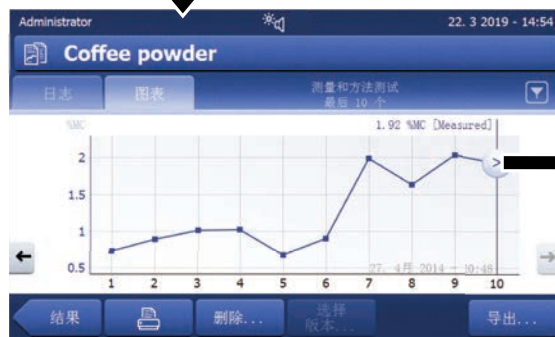 Administrator
22. 3 2019 - 14:54
Coffee powder
日志
图表
测量和方法测试
最后 10 个
%MC
1.92 %MC [Measured]
2
1.5
1
0.5
27. 4月 2014 - 10:48
1 2 3 4 5 6 7 8 9 10
结果
删除...
选择
版本...
导出...